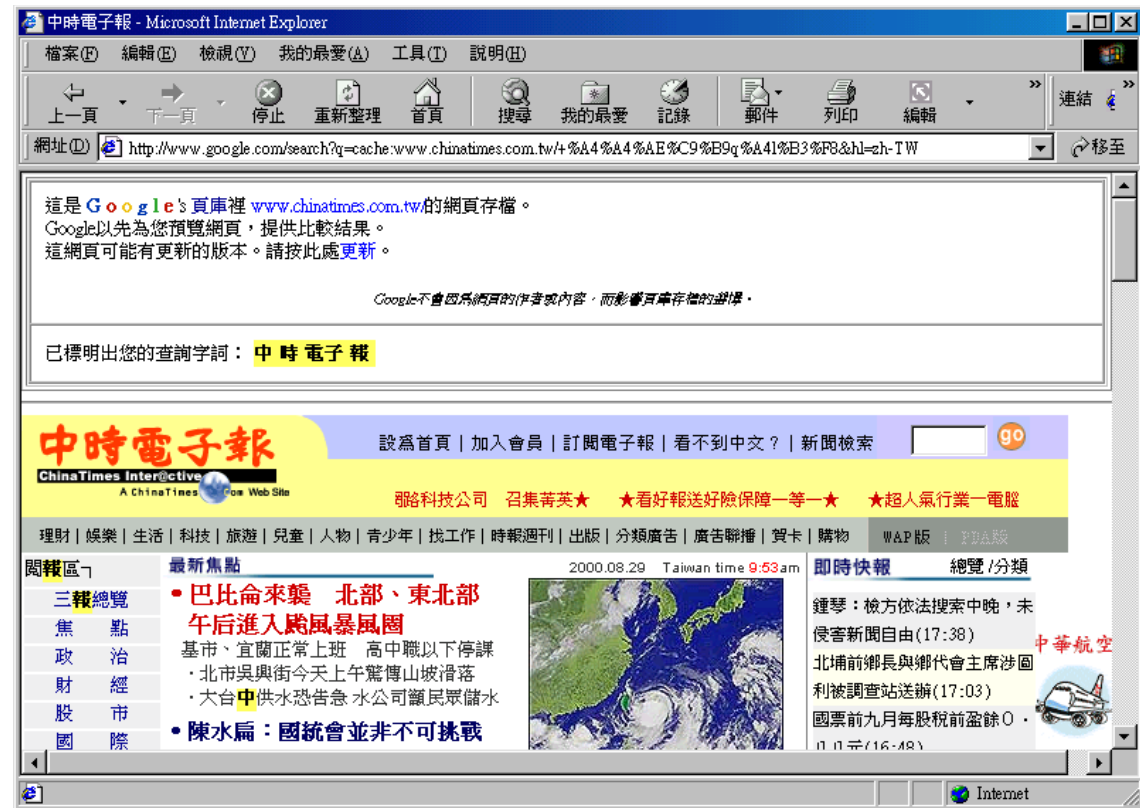 中時電子報 - Microsoft Internet Explorer
檔案(F) 編輯(E) 檢視(V) 我的最愛(A) 工具(T) 說明(H)
上一頁 下一頁 停止 重新整理 首頁 搜尋 我的最愛 記錄 郵件 列印 編輯 » 連結 »
網址(D) http://www.google.com/search?q=cache:www.chinatimes.com.tw/+%A4%A4%AE%C9%B9q%A4l%B3%F8&hl=zh-TW 移至
這是 Google's 頁庫裡 www.chinatimes.com.tw/的網頁存檔。
Google以先為您預覽網頁,提供比較結果。
這網頁可能有更新的版本。請按此處更新。
Google不會因爲網頁的作者或內容,而影響頁庫存檔的選擇。
已標明出您的查詢字詞: 中 時 電子 報
中時電子報
ChinaTimes Inter@ctive
A ChinaTimes.com Web Site
設爲首頁 | 加入會員 | 訂閱電子報 | 看不到中文? | 新聞檢索 go
科技公司 召集菁英★ ★看好報送好險保障一等一★ ★超人氣行業一電腦
理財 | 娛樂 | 生活 | 科技 | 旅遊 | 兒童 | 人物 | 青少年 | 找工作 | 時報週刊 | 出版 | 分類廣告 | 廣告聯播 | 賀卡 | 購物 WAP版 | PDA版
閱報區┐
三報總覽
焦 點
政 治
財 經
股 市
國 際
最新焦點 2000.08.29 Taiwan time 9:53am
• 巴比侖來襲 北部、東北部
午后進入颱風暴風圈
基市、宜蘭正常上班 高中職以下停課
·北市吳興街今天上午驚傳山坡滑落
·大台中供水恐告急 水公司籲民眾儲水
• 陳水扁:國統會並非不可挑戰
即時快報 總覽 /分類
鍾琴:檢方依法搜索中晚,未
侵害新聞自由(17:38)
北埔前鄉長與鄉代會主席涉圖
利被調查站送辦(17:03)
國票前九月每股稅前盈餘０.
八八元(16:48)
中華航空
Internet